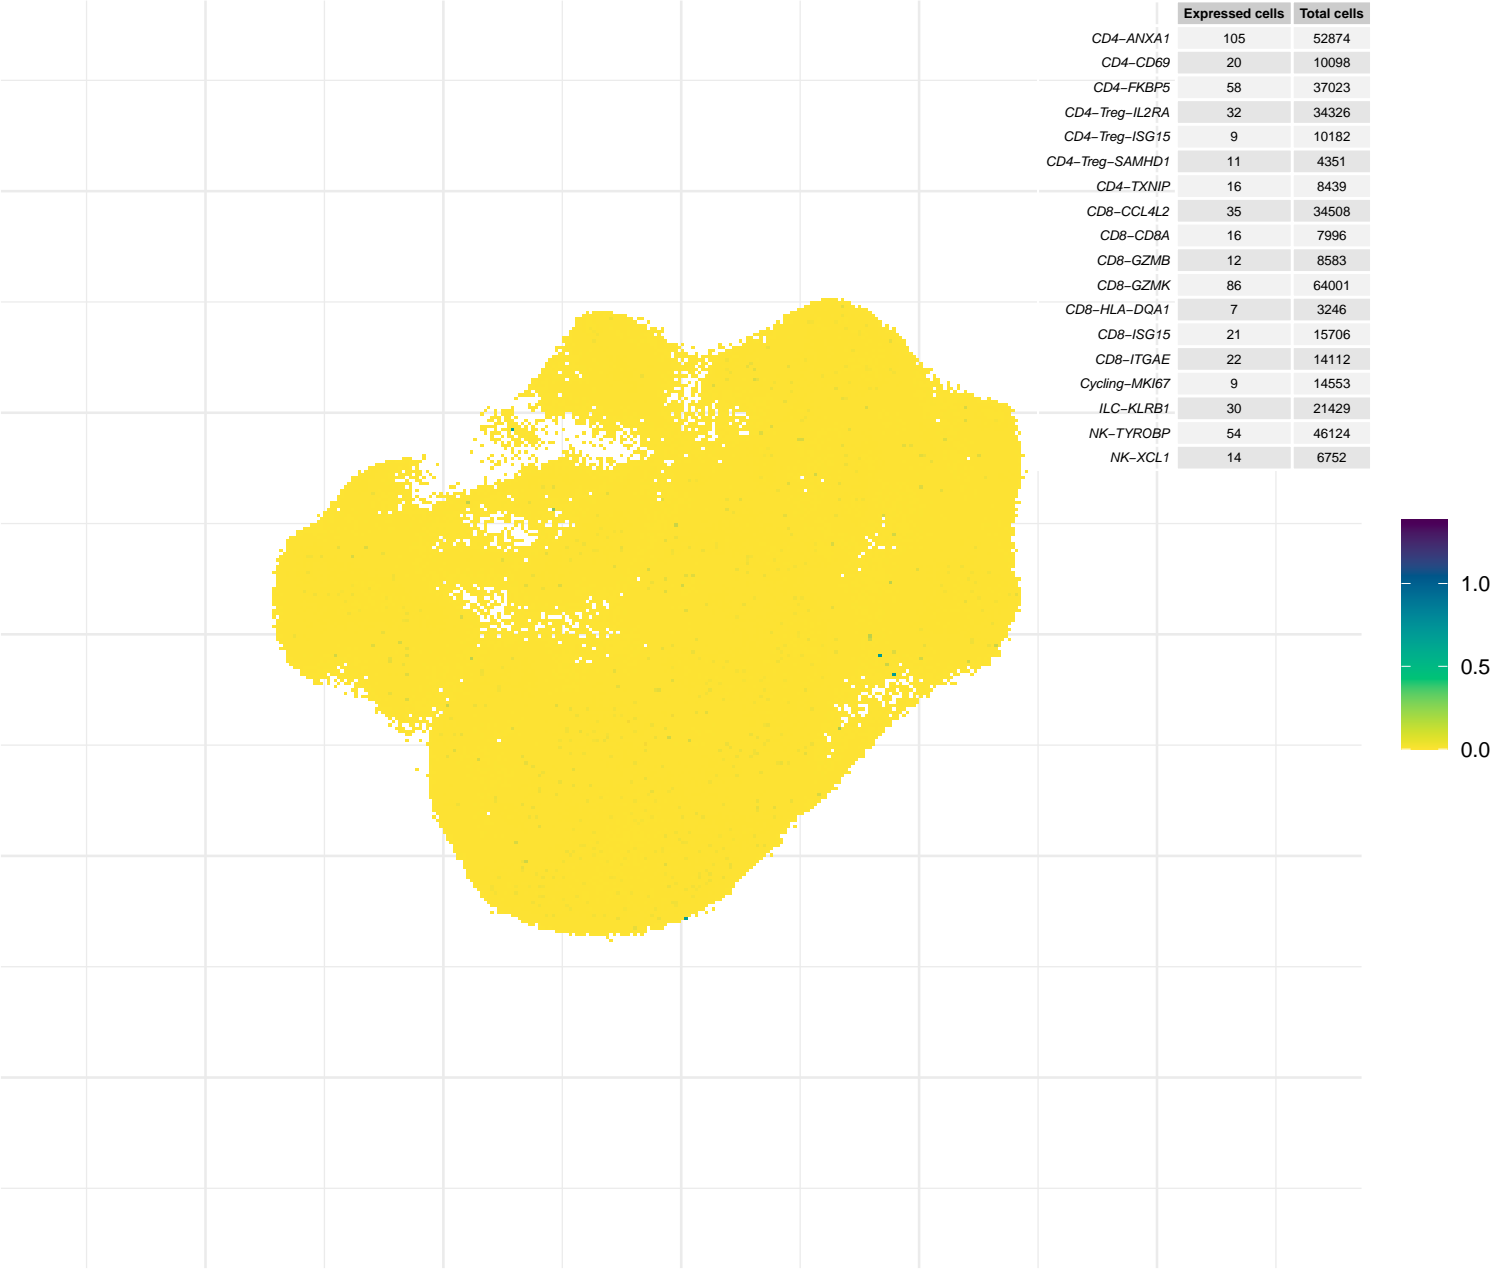 Expressed cells Total cells
CD4−ANXA1 105 52874
CD4−CD69 20 10098
CD4−FKBP5 58 37023
CD4−Treg−IL2RA 32 34326
CD4−Treg−ISG15 9 10182
CD4−Treg−SAMHD1 11 4351
CD4−TXNIP 16 8439
CD8−CCL4L2 35 34508
CD8−CD8A 16 7996
CD8−GZMB 12 8583
CD8−GZMK 86 64001
CD8−HLA−DQA1 7 3246
CD8−ISG15 21 15706
CD8−ITGAE 22 14112
Cycling−MKI67 9 14553
ILC−KLRB1 30 21429
NK−TYROBP 54 46124
NK−XCL1 14 6752
1.0
0.5
0.0